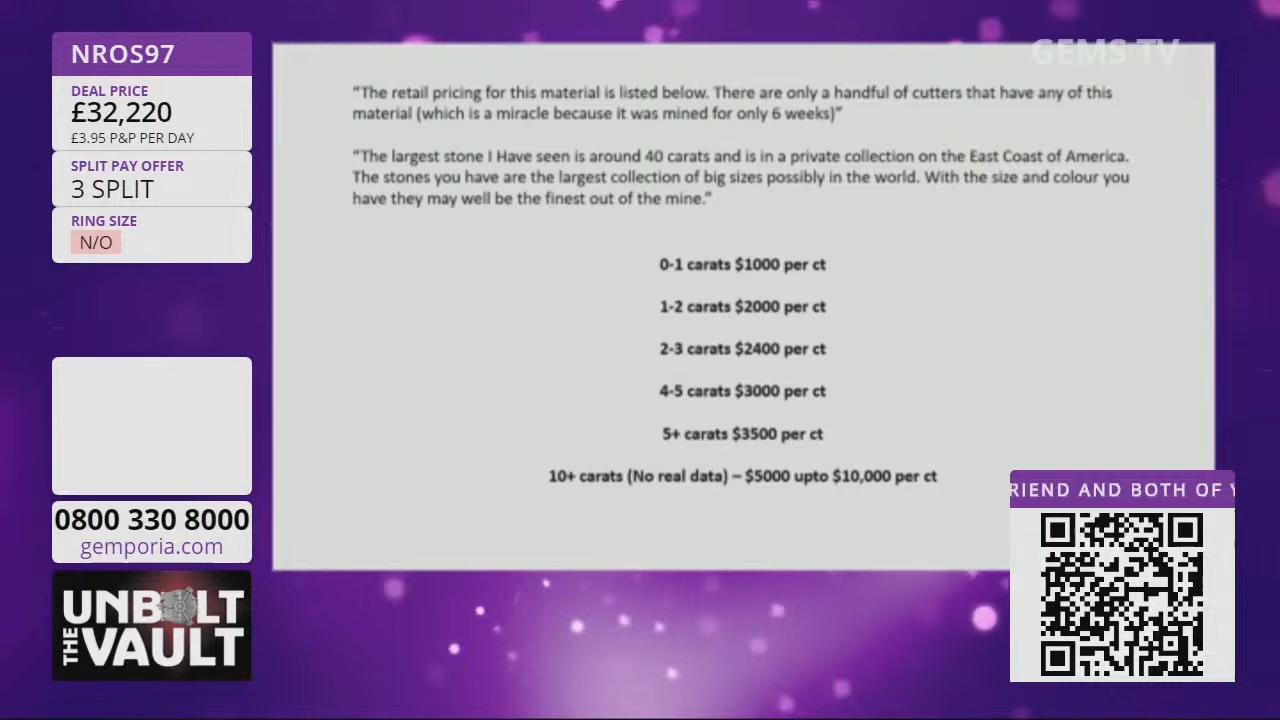 NROS97
DEAL PRICE
£32,220
£3.95 P&P PER DAY
SPLIT PAY OFFER
3 SPLIT
RING SIZE
N/O
0800 330 8000
gemporia.com
UNBOLT
THE VAULT
GEMS TV
“The retail pricing for this material is listed below. There are only a handful of cutters that have any of this
material (which is a miracle because it was mined for only 6 weeks)”
“The largest stone I Have seen is around 40 carats and is in a private collection on the East Coast of America.
The stones you have are the largest collection of big sizes possibly in the world. With the size and colour you
have they may well be the finest out of the mine.”
0-1 carats $1000 per ct
1-2 carats $2000 per ct
2-3 carats $2400 per ct
4-5 carats $3000 per ct
5+ carats $3500 per ct
10+ carats (No real data) – $5000 upto $10,000 per ct
RIEND AND BOTH OF